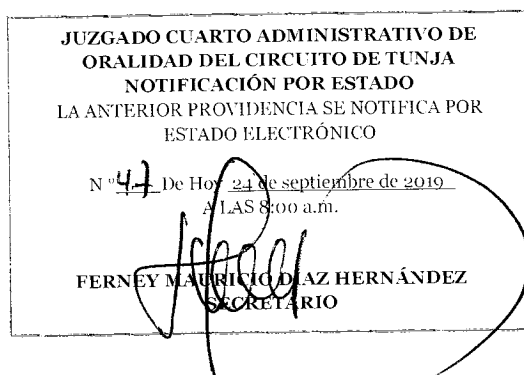 JUZGADO CUARTO ADMINISTRATIVO DE
ORALIDAD DEL CIRCUITO DE TUNJA
NOTIFICACIÓN POR ESTADO
LA ANTERIOR PROVIDENCIA SE NOTIFICA POR
ESTADO ELECTRÓNICO
N º 47 De Hoy 24 de septiembre de 2019
A LAS 8:00 a.m.
FERNEY MAURICIO DIAZ HERNÁNDEZ
SECRETARIO